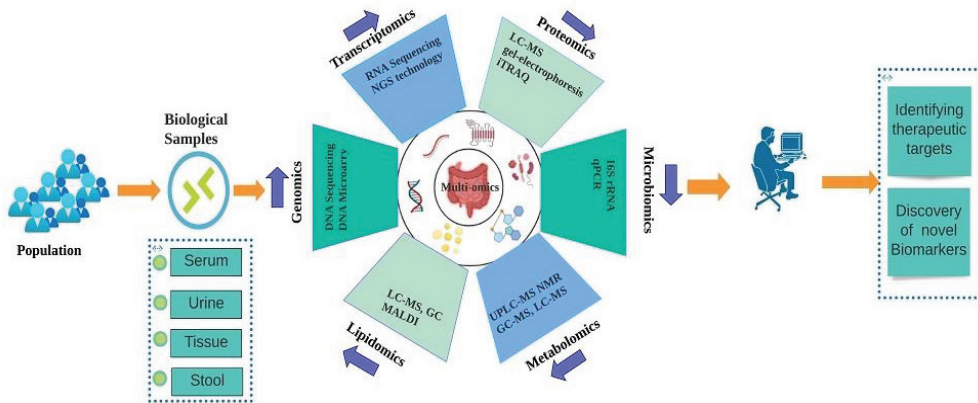 Population
Biological
Samples
Serum
Urine
Tissue
Stool
Genomics
DNA Sequencing
DNA Microarry
Transcriptomics
RNA Sequencing
NGS technology
Proteomics
LC-MS
gel-electrophoresis
iTRAQ
Multi-omics
Microbiomics
16S rRNA
qPCR
Metabolomics
UPLC-MS NMR
GC-MS, LC-MS
Lipidomics
LC-MS, GC
MALDI
Identifying
therapeutic
targets
Discovery
of novel
Biomarkers